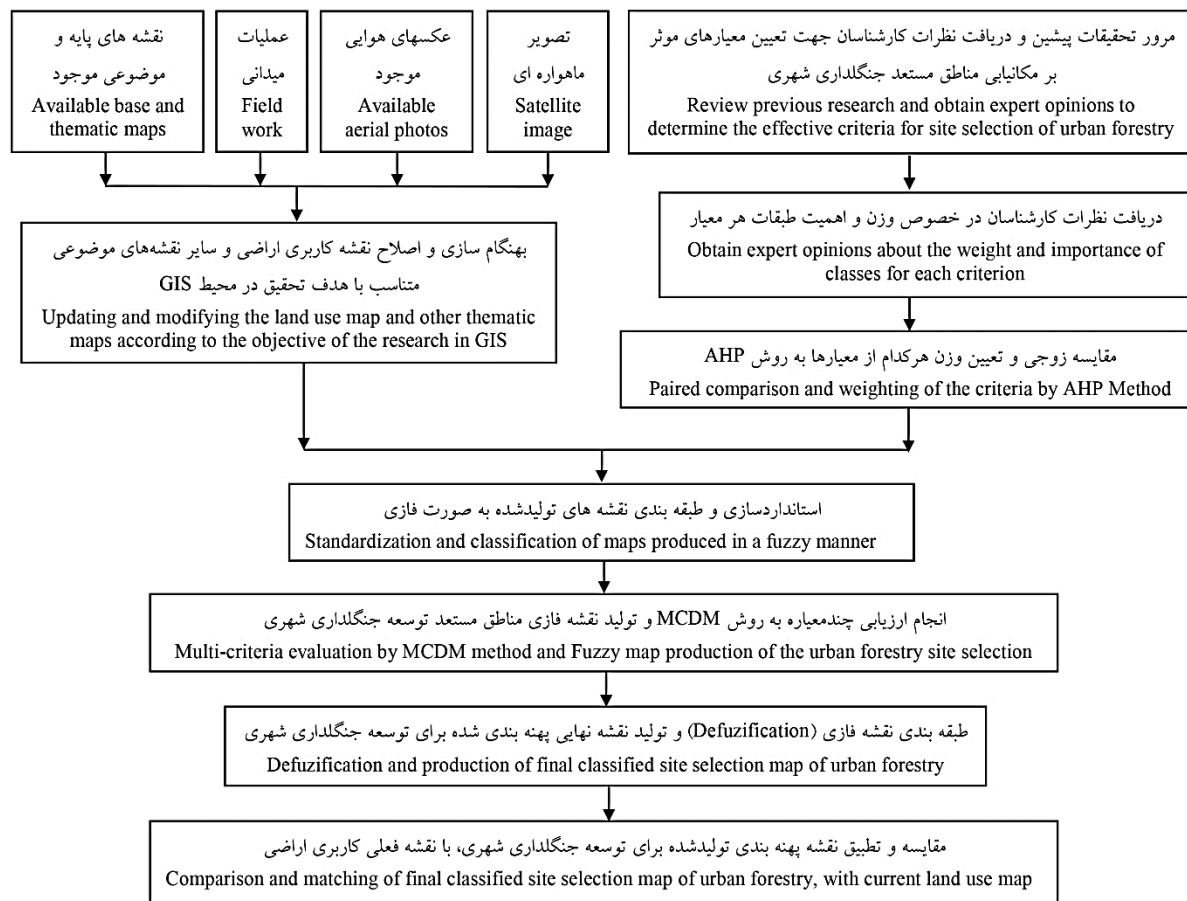 نقشه های پایه و
موضوعی موجود
Available base and
thematic maps
عملیات
میدانی
Field
work
عکسهای هوایی
موجود
Available
aerial photos
تصویر
ماهواره ای
Satellite
image
مرور تحقیقات پیشین و دریافت نظرات کارشناسان جهت تعیین معیارهای موثر
بر مکانیابی مناطق مستعد جنگلداری شهری
Review previous research and obtain expert opinions to
determine the effective criteria for site selection of urban forestry
بهنگام سازی و اصلاح نقشه کاربری اراضی و سایر نقشه‌های موضوعی
متناسب با هدف تحقیق در محیط GIS
Updating and modifying the land use map and other thematic
maps according to the objective of the research in GIS
دریافت نظرات کارشناسان در خصوص وزن و اهمیت طبقات هر معیار
Obtain expert opinions about the weight and importance of
classes for each criterion
مقایسه زوجی و تعیین وزن هرکدام از معیارها به روش AHP
Paired comparison and weighting of the criteria by AHP Method
استانداردسازی و طبقه بندی نقشه های تولیدشده به صورت فازی
Standardization and classification of maps produced in a fuzzy manner
انجام ارزیابی چندمعیاره به روش MCDM و تولید نقشه فازی مناطق مستعد توسعه جنگلداری شهری
Multi-criteria evaluation by MCDM method and Fuzzy map production of the urban forestry site selection
طبقه بندی نقشه فازی (Defuzification) و تولید نقشه نهایی پهنه بندی شده برای توسعه جنگلداری شهری
Defuzification and production of final classified site selection map of urban forestry
مقایسه و تطبیق نقشه پهنه بندی تولیدشده برای توسعه جنگلداری شهری، با نقشه فعلی کاربری اراضی
Comparison and matching of final classified site selection map of urban forestry, with current land use map